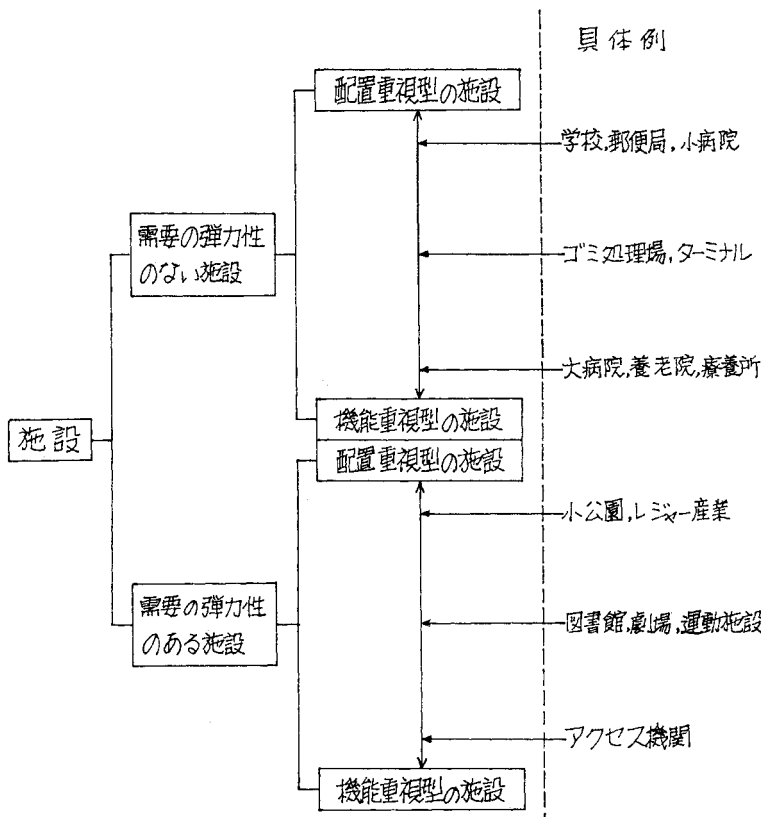 具体例
配置重視型の施設
学校,郵便局,小病院
需要の弾力性
のない施設
ゴミ処理場,ターミナル
大病院,養老院,療養所
機能重視型の施設
施設
配置重視型の施設
小公園,レジャー産業
需要の弾力性
のある施設
図書館,劇場,運動施設
アクセス機関
機能重視型の施設